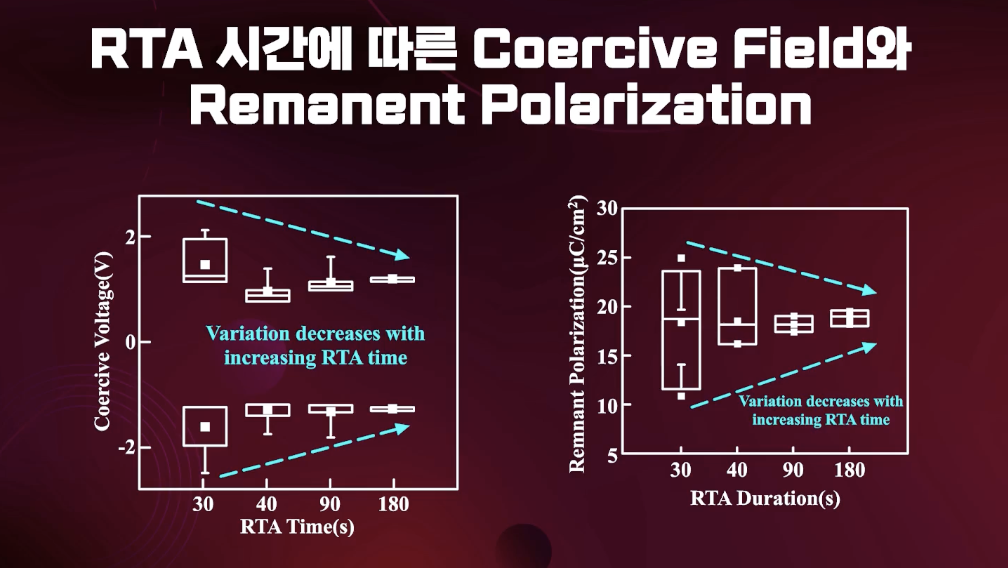 RTA 시간에 따른 Coercive Field와
Remanent Polarization
Coercive Voltage(V)
2
0
-2
Variation decreases with
increasing RTA time
30 40 90 180
RTA Time(s)
Remnant Polarization(μC/cm²)
30
25
20
15
10
5
Variation decreases with
increasing RTA time
30 40 90 180
RTA Duration(s)